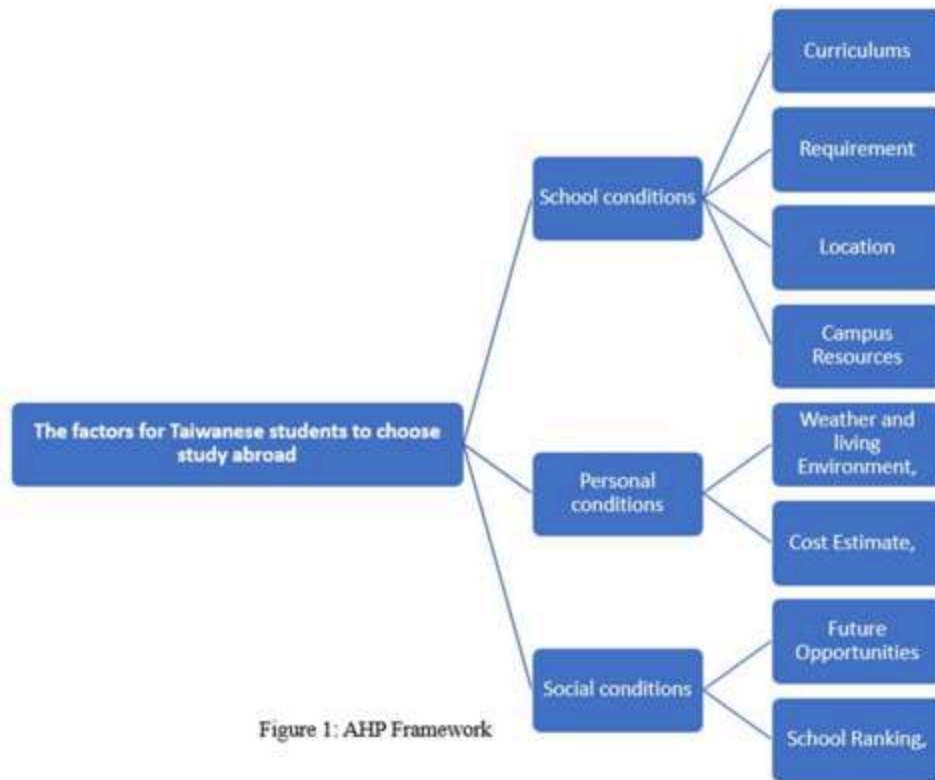 Curriculums
Requirement
School conditions
Location
Campus
Resources
The factors for Taiwanese students to choose
study abroad
Weather and
living
Environment,
Personal
conditions
Cost Estimate,
Future
Opportunities
Social conditions
School Ranking,
Figure 1: AHP Framework